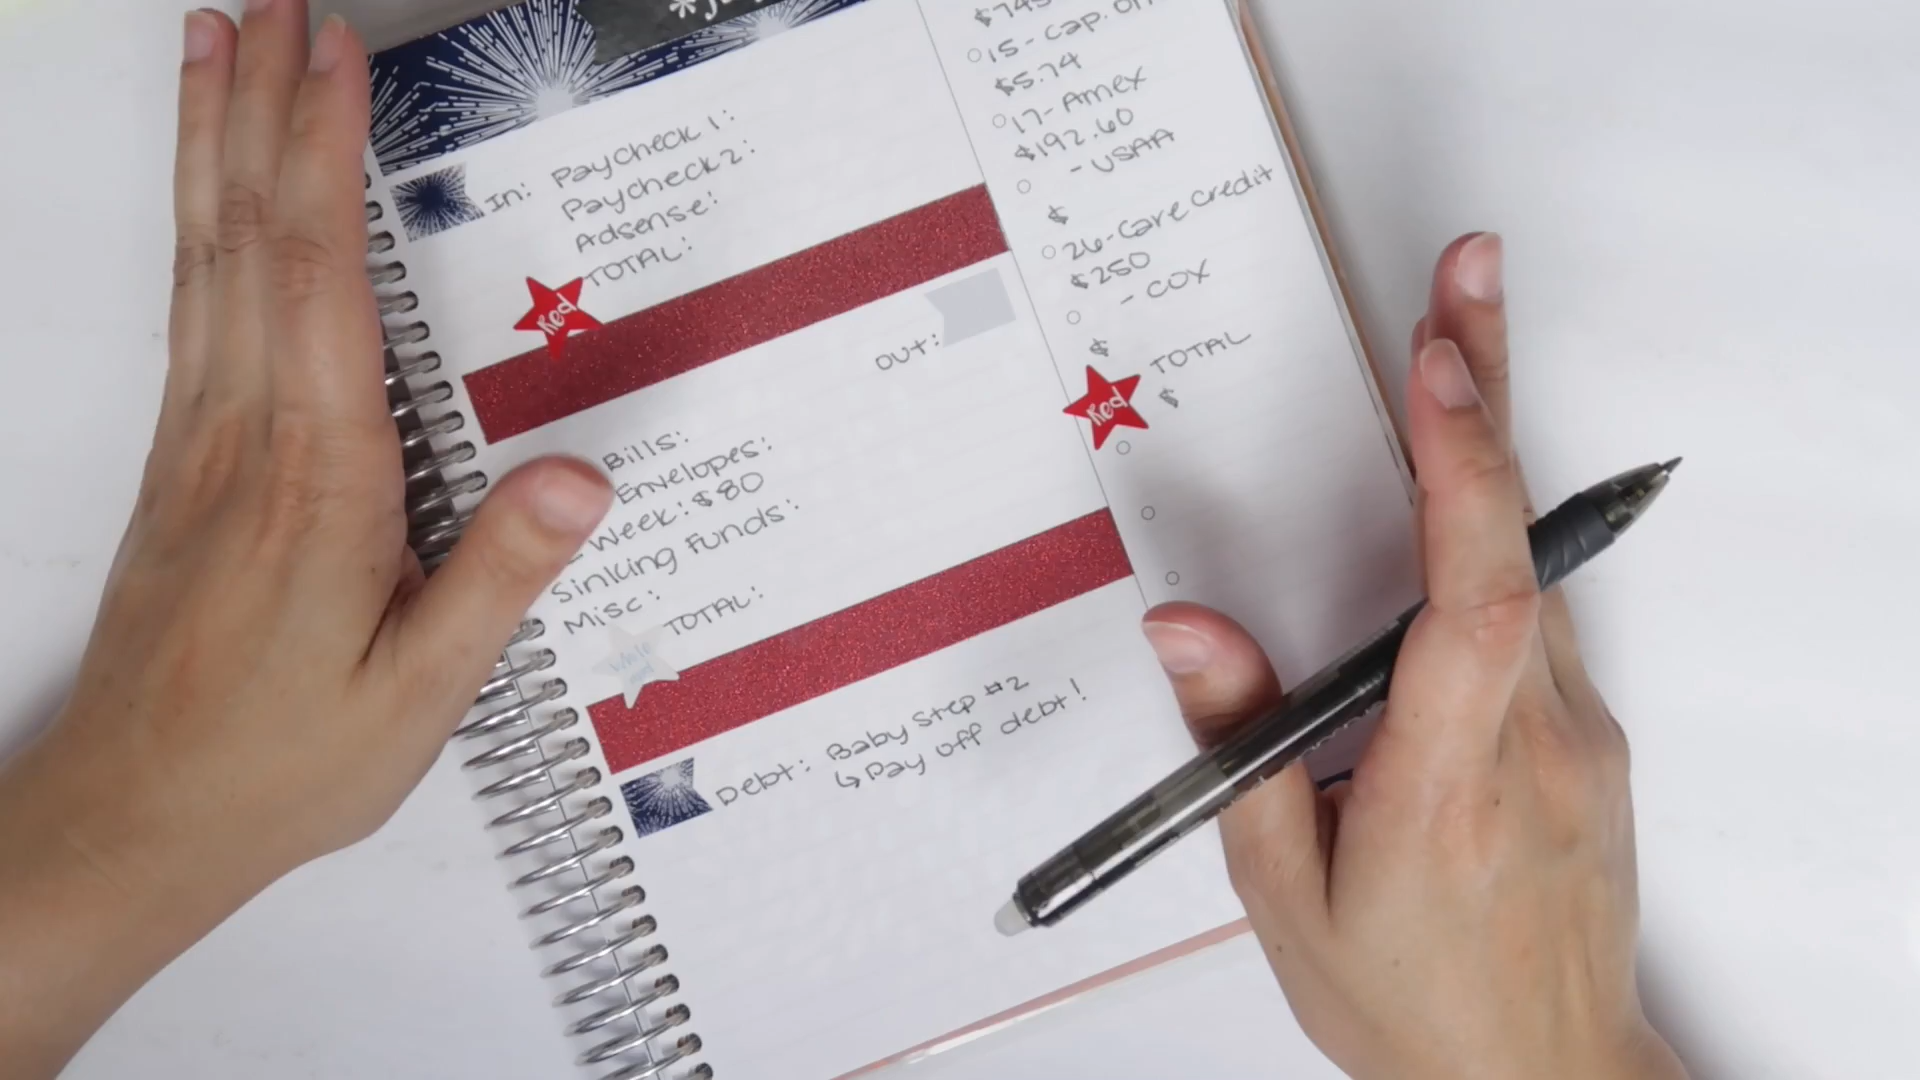 In: Paycheck 1:
Paycheck 2:
Adsense:
TOTAL:
Red
OUT:
Bills:
Envelopes:
Week: $80
Sinking Funds:
Misc:
TOTAL:
Debt: Baby Step #2
↳ Pay off debt!
15 - Cap.
$5.74
17 - Amex
$192.60
- USAA
$
26 - Care Credit
$250
- COX
$
TOTAL
Red
$